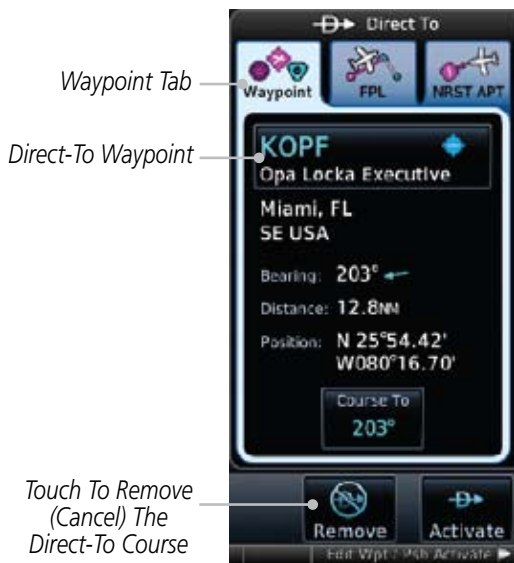 Direct To
Waypoint Tab
Waypoint
FPL
NRST APT
Direct-To Waypoint
KOPF
Opa Locka Executive
Miami, FL
SE USA
Bearing: 203°
Distance: 12.8NM
Position: N 25°54.42'
W080°16.70'
Course To
203°
Touch To Remove
(Cancel) The
Direct-To Course
Remove
Activate
Edit Wpt / Psh Activate